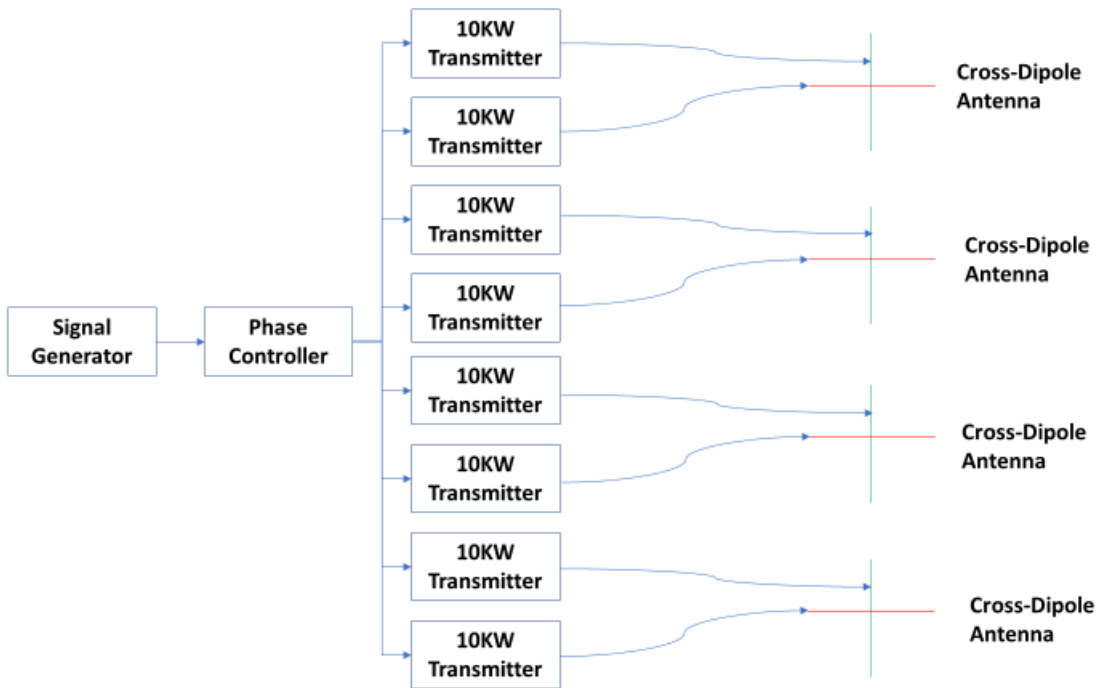 10KW
Transmitter
Cross-Dipole
Antenna
10KW
Transmitter
10KW
Transmitter
Cross-Dipole
Antenna
10KW
Transmitter
Signal
Generator
Phase
Controller
10KW
Transmitter
Cross-Dipole
Antenna
10KW
Transmitter
10KW
Transmitter
Cross-Dipole
Antenna
10KW
Transmitter